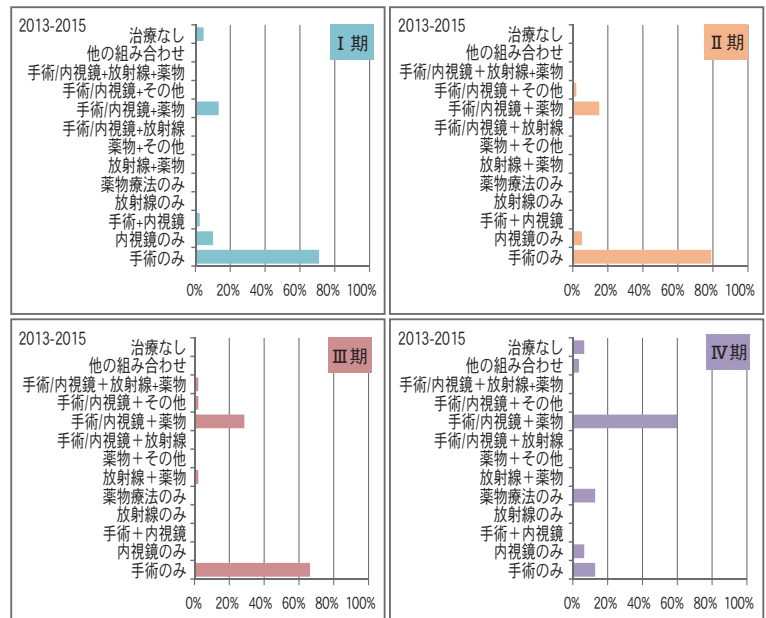 2013-2015
Ⅰ期
治療なし
他の組み合わせ
手術/内視鏡+放射線+薬物
手術/内視鏡+その他
手術/内視鏡+薬物
手術/内視鏡+放射線
薬物+その他
放射線+薬物
薬物療法のみ
放射線のみ
手術+内視鏡
内視鏡のみ
手術のみ
0% 20% 40% 60% 80% 100%
2013-2015
Ⅱ期
治療なし
他の組み合わせ
手術/内視鏡＋放射線+薬物
手術/内視鏡＋その他
手術/内視鏡＋薬物
手術/内視鏡＋放射線
薬物＋その他
放射線＋薬物
薬物療法のみ
放射線のみ
手術＋内視鏡
内視鏡のみ
手術のみ
0% 20% 40% 60% 80% 100%
2013-2015
Ⅲ期
治療なし
他の組み合わせ
手術/内視鏡＋放射線+薬物
手術/内視鏡＋その他
手術/内視鏡＋薬物
手術/内視鏡＋放射線
薬物＋その他
放射線＋薬物
薬物療法のみ
放射線のみ
手術＋内視鏡
内視鏡のみ
手術のみ
0% 20% 40% 60% 80% 100%
2013-2015
Ⅳ期
治療なし
他の組み合わせ
手術/内視鏡＋放射線+薬物
手術/内視鏡＋その他
手術/内視鏡＋薬物
手術/内視鏡＋放射線
薬物＋その他
放射線＋薬物
薬物療法のみ
放射線のみ
手術＋内視鏡
内視鏡のみ
手術のみ
0% 20% 40% 60% 80% 100%